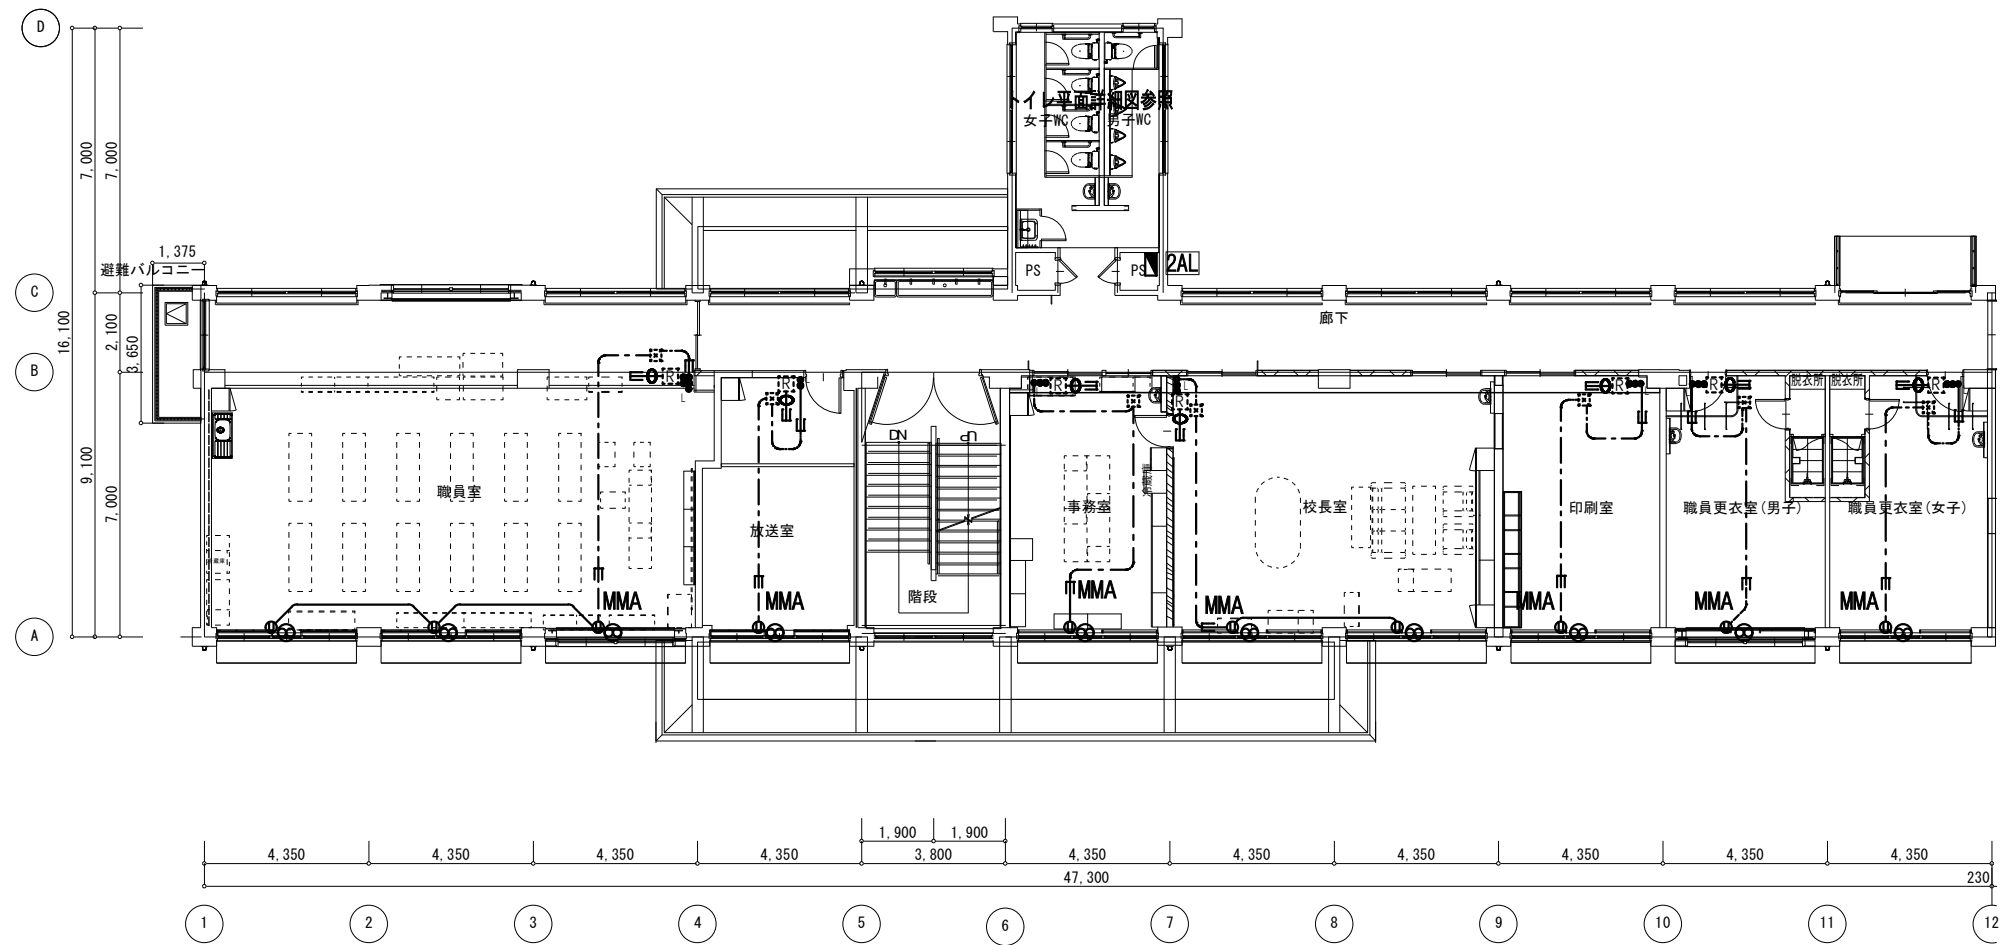 D
7,000
7,000
トイレ平面詳細図参照
女子WC
男子WC
1,375
避難バルコニー
PS
PS
2AL
C
16,100
2,100
3,650
廊下
B
R
R
R
R
R
R
R
脱衣所
脱衣所
DN
UP
9,100
7,000
職員室
放送室
冷蔵庫
事務室
校長室
印刷室
職員更衣室(男子)
職員更衣室(女子)
冷蔵庫
階段
MMA
MMA
MMA
MMA
MMA
MMA
MMA
A
1,900
1,900
4,350
4,350
4,350
4,350
3,800
4,350
4,350
4,350
4,350
4,350
4,350
47,300
230
1
2
3
4
5
6
7
8
9
10
11
12